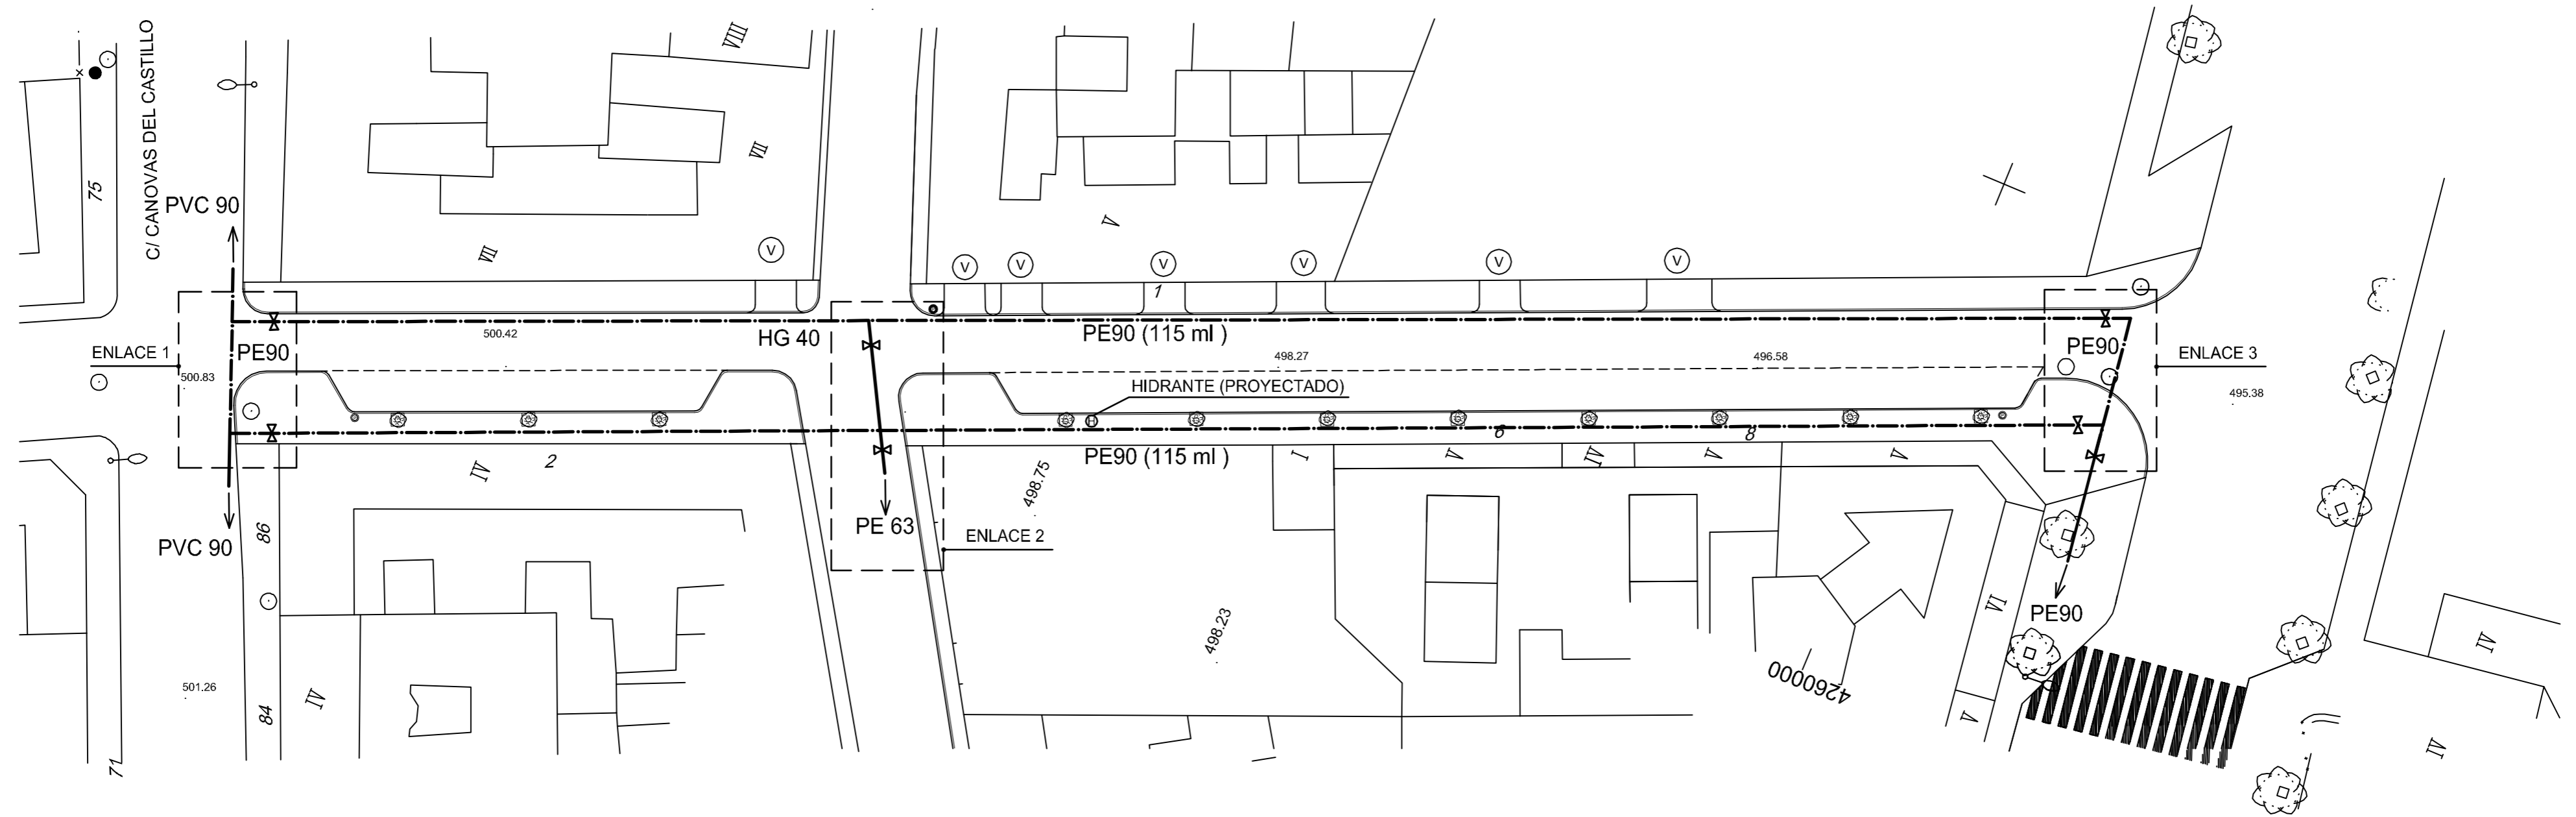 VIII
C/ CANOVAS DEL CASTILLO
75
VII
PVC 90
V
VI
V
V
V
V
V
V
V
1
500.42
HG 40
PE90 (115 ml )
ENLACE 1
PE90
PE90
ENLACE 3
498.27
496.58
500.83
HIDRANTE (PROYECTADO)
495.38
H
6
8
2
IV
PE90 (115 ml )
I
V
IV
V
V
498.75
PVC 90
86
PE 63
ENLACE 2
VI
PE90
498.23
IV
4260000
501.26
84
IV
V
71
IV